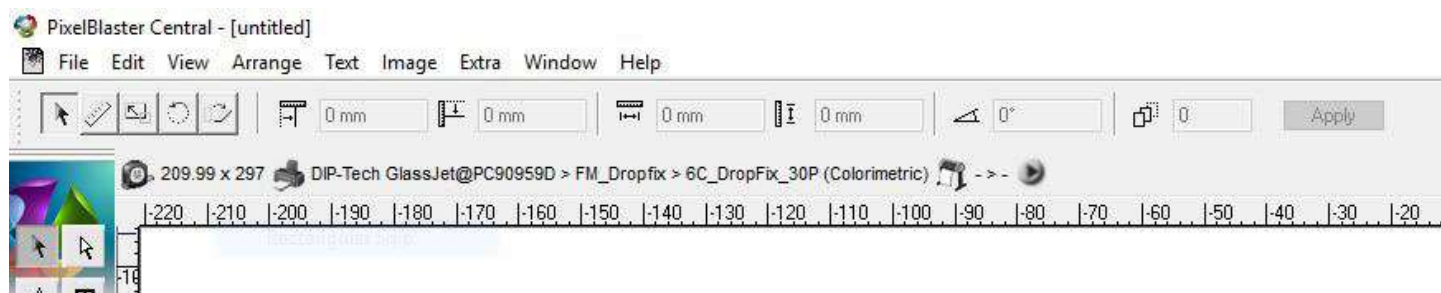 PixelBlaster Central - [untitled]
File Edit View Arrange Text Image Extra Window Help
0 mm 0 mm 0 mm 0 mm 0° 0 Apply
209.99 x 297 DIP-Tech GlassJet@PC90959D > FM_Dropfix > 6C_DropFix_30P (Colorimetric) - > -
-220 -210 -200 -190 -180 -170 -160 -150 -140 -130 -120 -110 -100 -90 -80 -70 -60 -50 -40 -30 -20